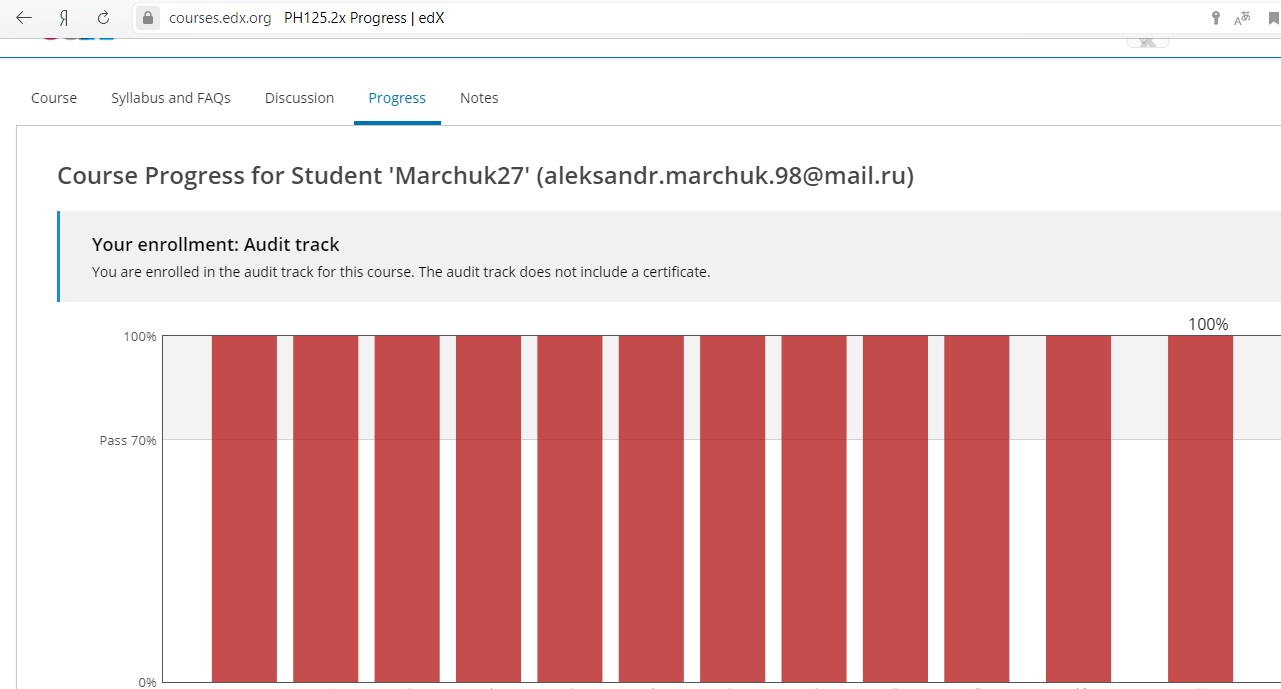 Я courses.edx.org PH125.2x Progress | edX
Course Syllabus and FAQs Discussion Progress Notes
Course Progress for Student 'Marchuk27' (aleksandr.marchuk.98@mail.ru)
Your enrollment: Audit track
You are enrolled in the audit track for this course. The audit track does not include a certificate.
100%
100%
Pass 70%
0%